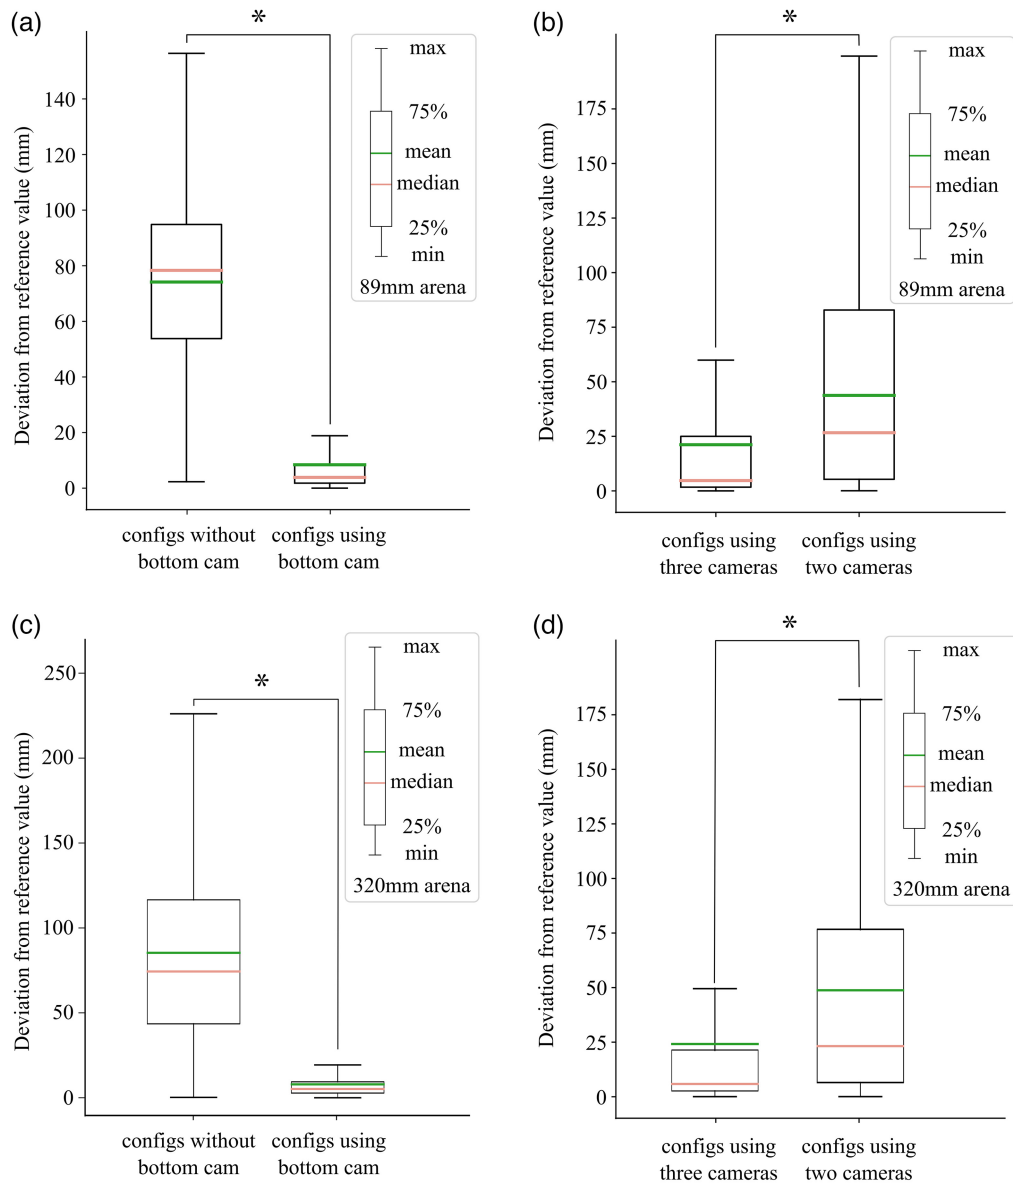 (a)
*
Deviation from reference value (mm)
140
120
100
80
60
40
20
0
max
75%
mean
median
25%
min
89mm arena
configs without
bottom cam
configs using
bottom cam
(b)
*
Deviation from reference value (mm)
175
150
125
100
75
50
25
0
max
75%
mean
median
25%
min
89mm arena
configs using
three cameras
configs using
two cameras
(c)
*
Deviation from reference value (mm)
250
200
150
100
50
0
max
75%
mean
median
25%
min
320mm arena
configs without
bottom cam
configs using
bottom cam
(d)
*
Deviation from reference value (mm)
175
150
125
100
75
50
25
0
max
75%
mean
median
25%
min
320mm arena
configs using
three cameras
configs using
two cameras